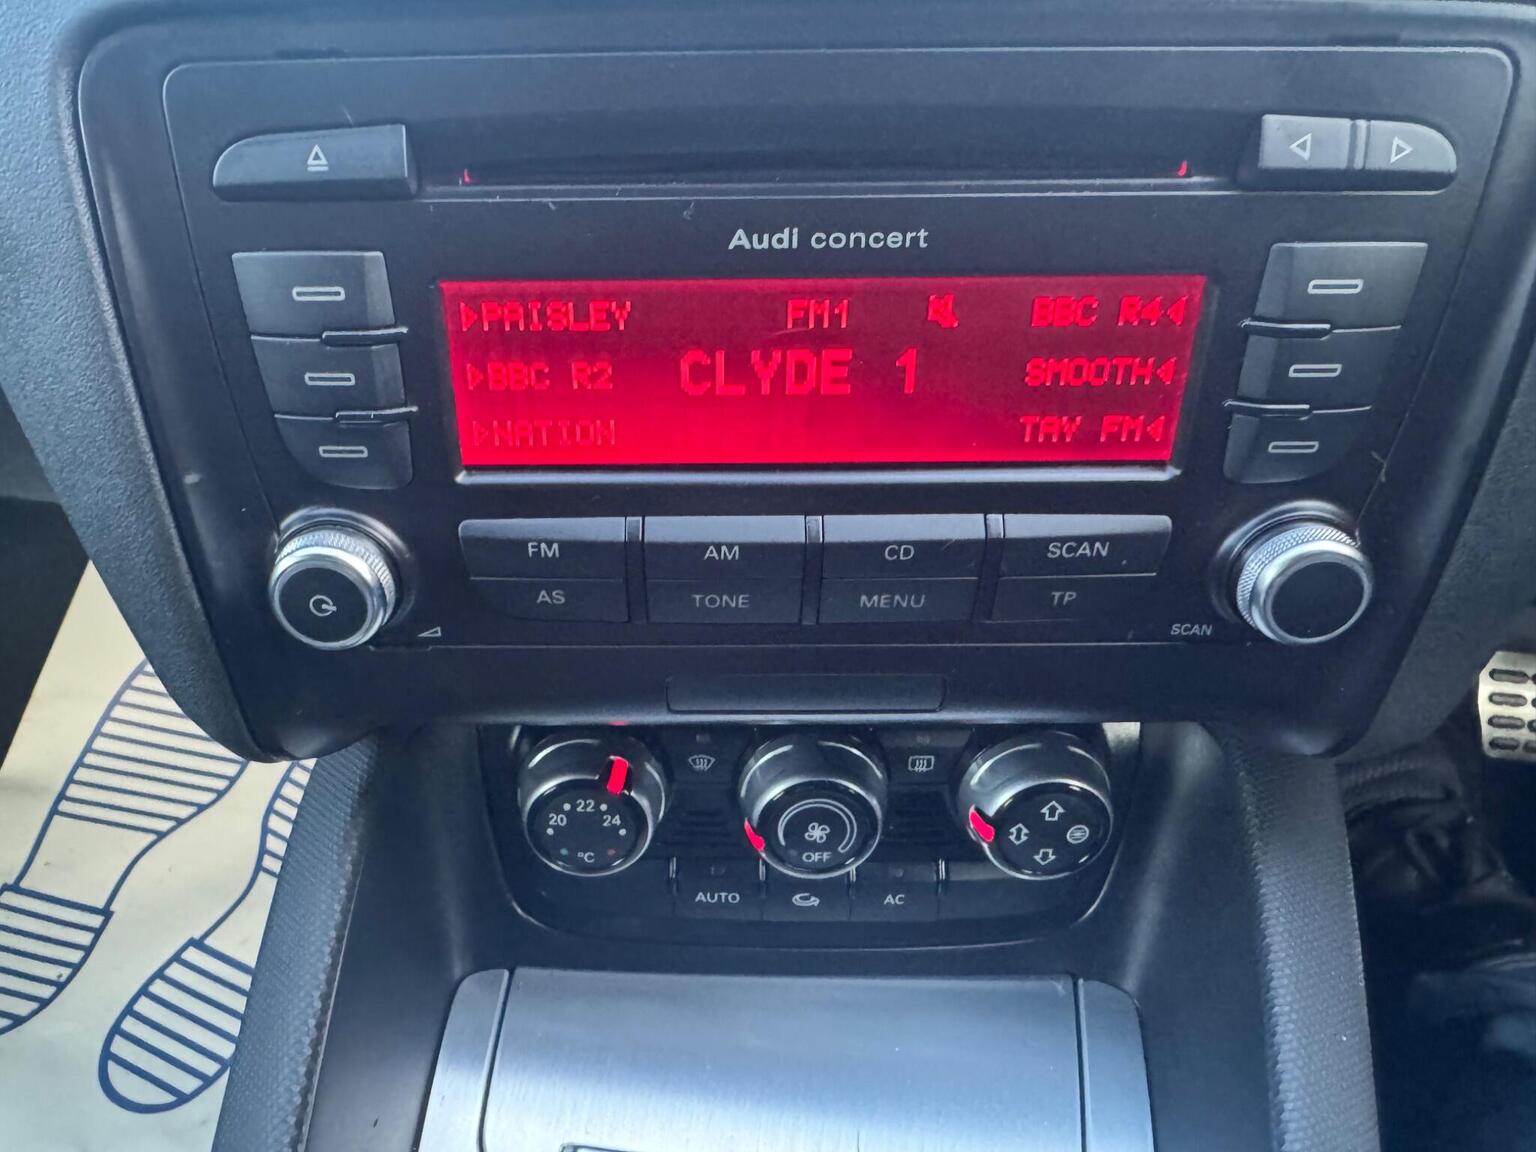 Audi concert
PAISLEY FM1 BBC R4
BBC R2 CLYDE 1 SMOOTH
NATION TAY FM
FM AM CD SCAN
AS TONE MENU TP
SCAN
20 22 24
°C
OFF
AUTO AC